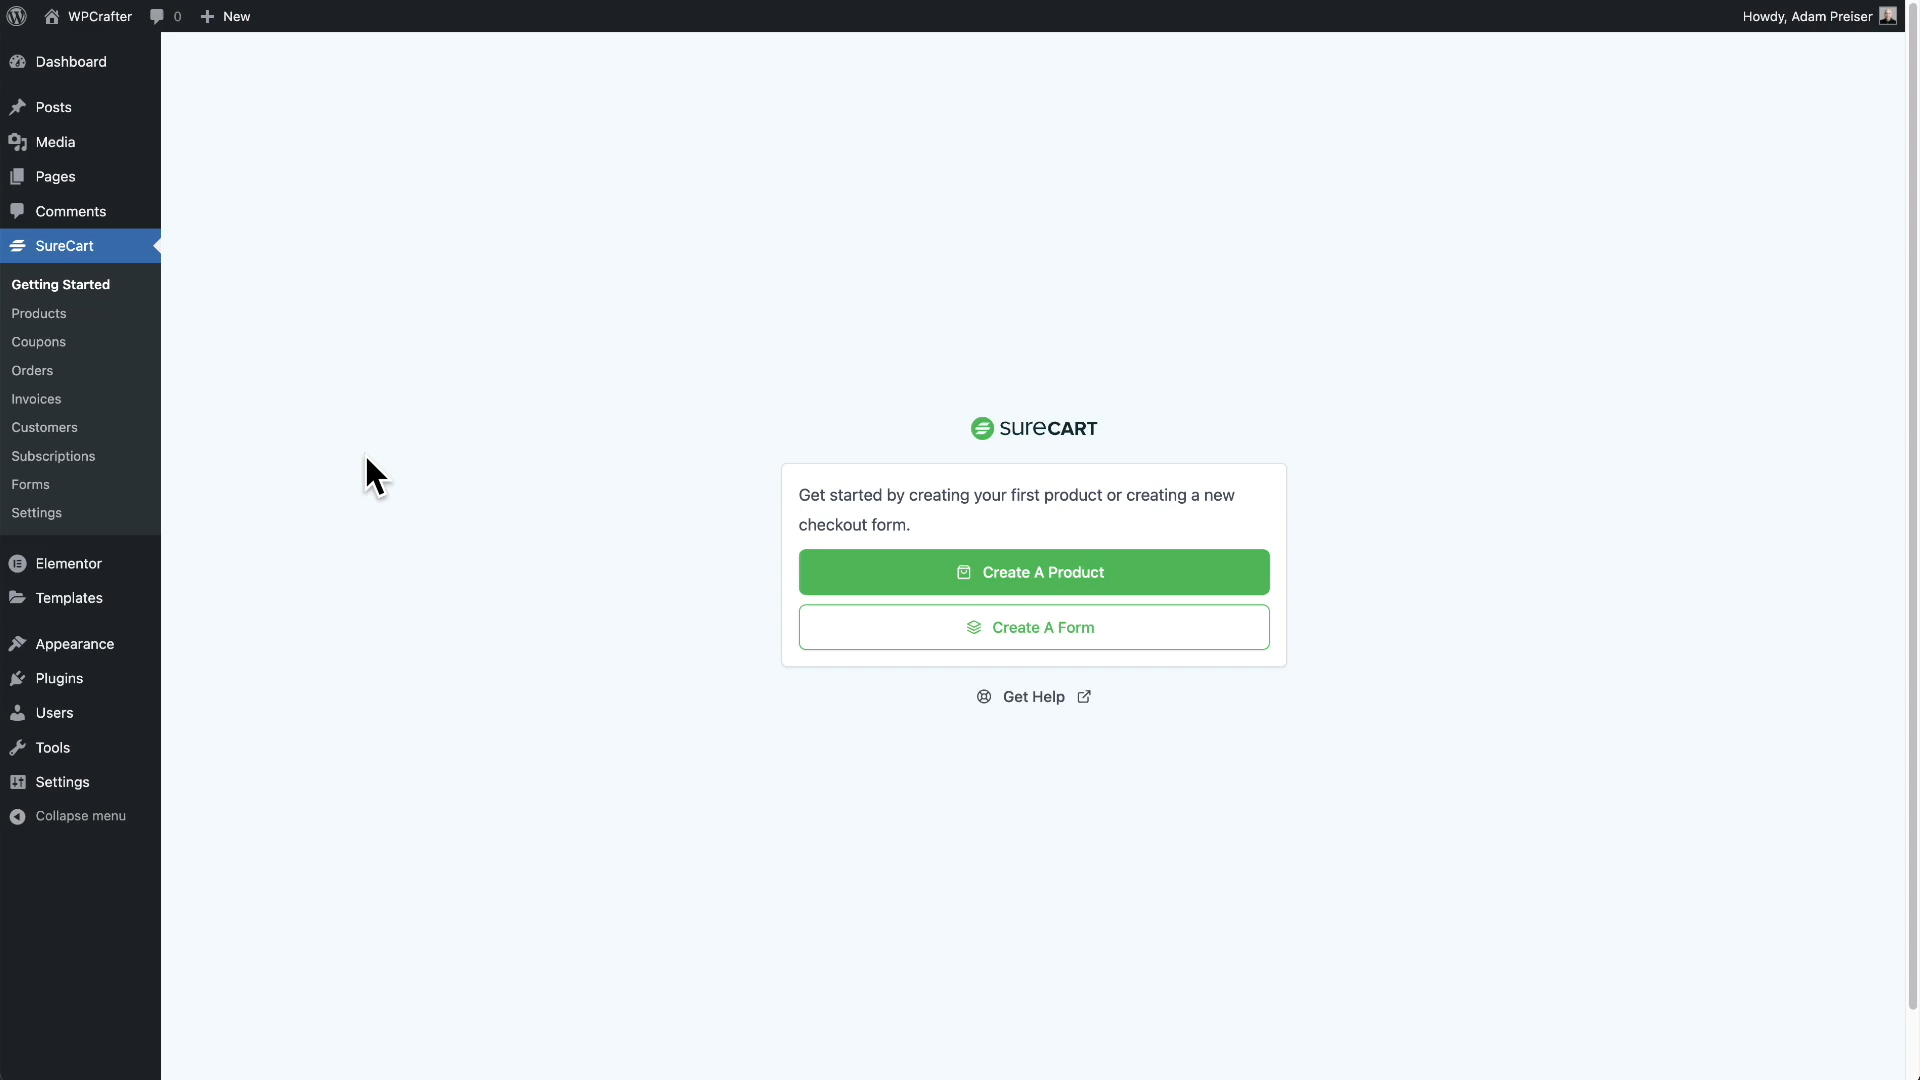 WPCrafter
0
New
Howdy, Adam Preiser
Dashboard
Posts
Media
Pages
Comments
SureCart
Getting Started
Products
Coupons
Orders
Invoices
Customers
Subscriptions
Forms
Settings
Elementor
Templates
Appearance
Plugins
Users
Tools
Settings
Collapse menu
sureCART
Get started by creating your first product or creating a new
checkout form.
Create A Product
Create A Form
Get Help